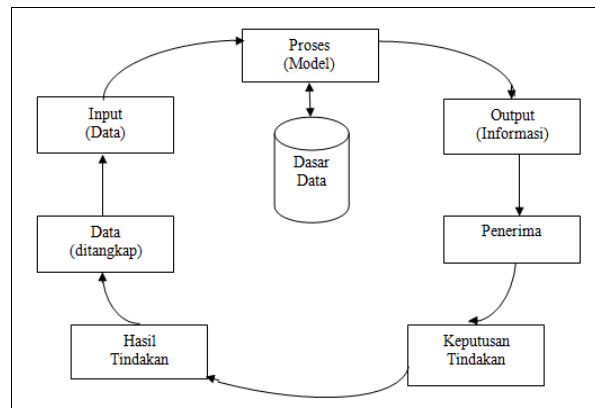 Proses
(Model)
Input
(Data)
Output
(Informasi)
Dasar
Data
Data
(ditangkap)
Penerima
Hasil
Tindakan
Keputusan
Tindakan